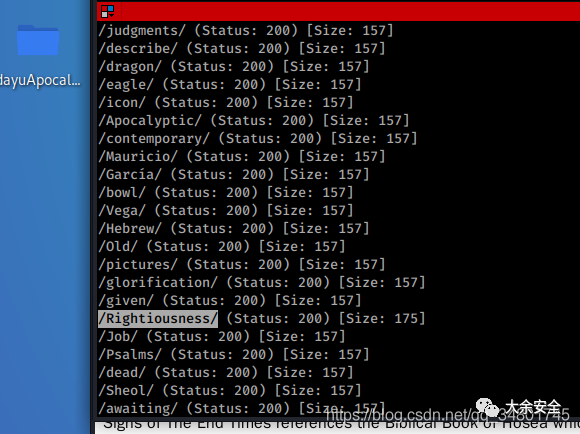 /judgments/ (Status: 200) [Size: 157]
/describe/ (Status: 200) [Size: 157]
/dragon/ (Status: 200) [Size: 157]
/eagle/ (Status: 200) [Size: 157]
/icon/ (Status: 200) [Size: 157]
/Apocalyptic/ (Status: 200) [Size: 157]
/contemporary/ (Status: 200) [Size: 157]
/Mauricio/ (Status: 200) [Size: 157]
/García/ (Status: 200) [Size: 157]
/bowl/ (Status: 200) [Size: 157]
/Vega/ (Status: 200) [Size: 157]
/Hebrew/ (Status: 200) [Size: 157]
/Old/ (Status: 200) [Size: 157]
/pictures/ (Status: 200) [Size: 157]
/glorification/ (Status: 200) [Size: 157]
/given/ (Status: 200) [Size: 157]
/Rightiousness/ (Status: 200) [Size: 175]
/Job/ (Status: 200) [Size: 157]
/Psalms/ (Status: 200) [Size: 157]
/dead/ (Status: 200) [Size: 157]
/Sheol/ (Status: 200) [Size: 157]
/awaiting/ (Status: 200) [Size: 157]
dayuApocal...
大余安全
https://blog.csdn.net/qq_34801745
Signs of The End Times references the Biblical Book of Hosea